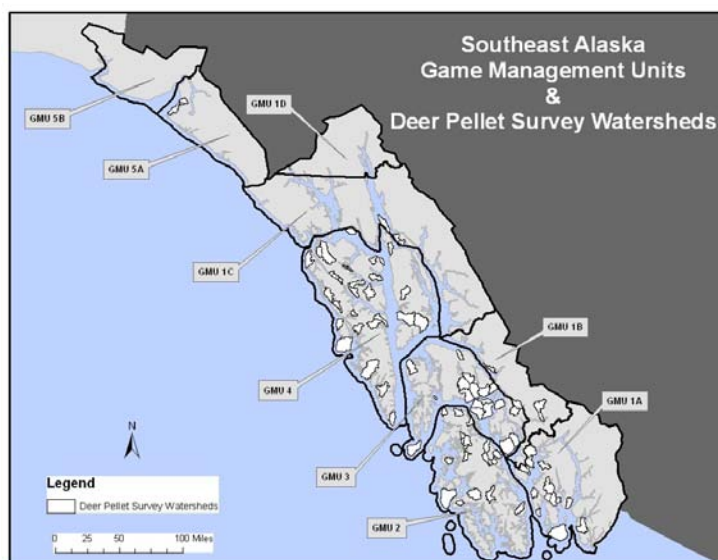 Southeast Alaska
Game Management Units
&
Deer Pellet Survey Watersheds
GMU 5B
GMU 1D
GMU 5A
GMU 1C
GMU 1B
GMU 4
GMU 1A
GMU 3
GMU 2
N
Legend
Deer Pellet Survey Watersheds
0 25 50 100 Miles